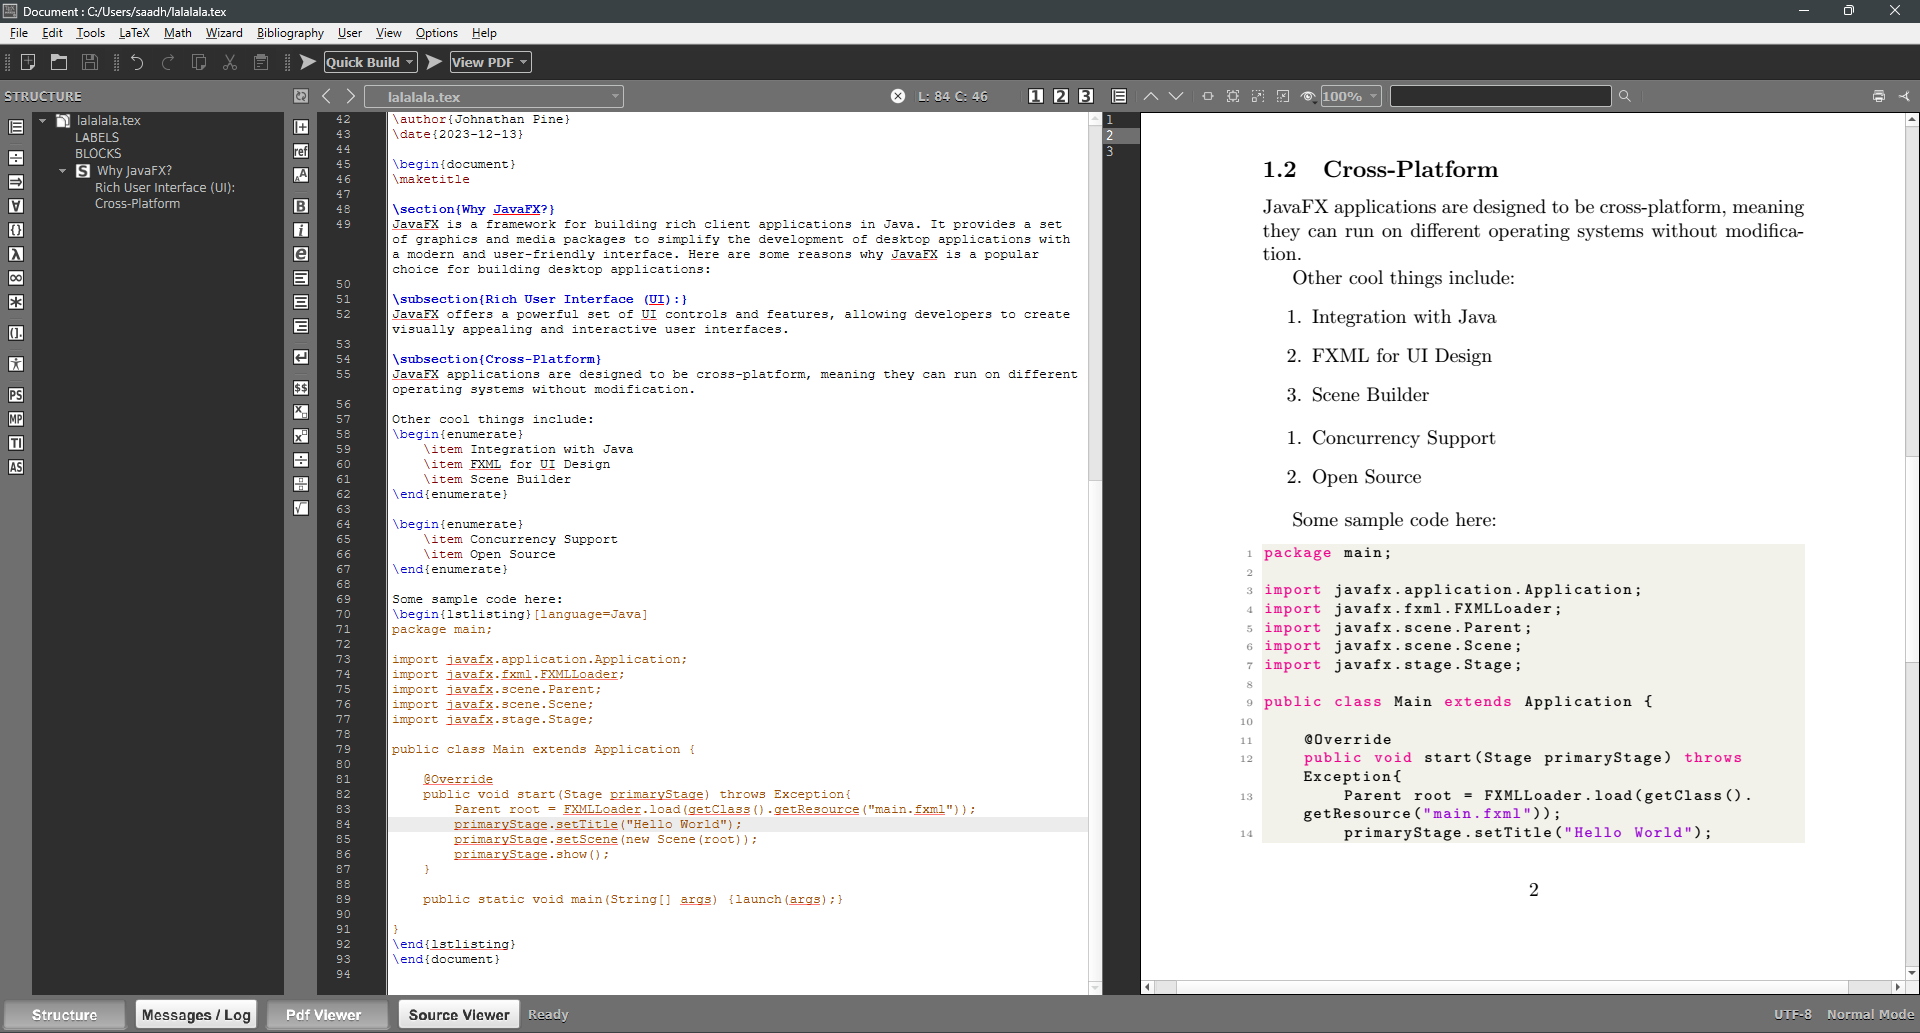 Document : C:/Users/saadh/lalalala.tex
File Edit Tools LaTeX Math Wizard Bibliography User View Options Help
Quick Build View PDF
STRUCTURE
lalalala.tex
L: 84 C: 46
1 2 3
100%
lalalala.tex
LABELS
BLOCKS
S Why JavaFX?
Rich User Interface (UI):
Cross-Platform
PS
MP
TI
AS
ref
42 \author{Johnathan Pine}
43 \date{2023-12-13}
44
45 \begin{document}
46 \maketitle
47
48 \section{Why JavaFX?}
49 JavaFX is a framework for building rich client applications in Java. It provides a set
of graphics and media packages to simplify the development of desktop applications with
a modern and user-friendly interface. Here are some reasons why JavaFX is a popular
choice for building desktop applications:
50
51 \subsection{Rich User Interface (UI):}
52 JavaFX offers a powerful set of UI controls and features, allowing developers to create
visually appealing and interactive user interfaces.
53
54 \subsection{Cross-Platform}
55 JavaFX applications are designed to be cross-platform, meaning they can run on different
operating systems without modification.
56
57 Other cool things include:
58 \begin{enumerate}
59 \item Integration with Java
60 \item FXML for UI Design
61 \item Scene Builder
62 \end{enumerate}
63
64 \begin{enumerate}
65 \item Concurrency Support
66 \item Open Source
67 \end{enumerate}
68
69 Some sample code here:
70 \begin{lstlisting}[language=Java]
71 package main;
72
73 import javafx.application.Application;
74 import javafx.fxml.FXMLLoader;
75 import javafx.scene.Parent;
76 import javafx.scene.Scene;
77 import javafx.stage.Stage;
78
79 public class Main extends Application {
80
81 @Override
82 public void start(Stage primaryStage) throws Exception{
83 Parent root = FXMLLoader.load(getClass().getResource("main.fxml"));
84 primaryStage.setTitle("Hello World");
85 primaryStage.setScene(new Scene(root));
86 primaryStage.show();
87 }
88
89 public static void main(String[] args) {launch(args);}
90
91 }
92 \end{lstlisting}
93 \end{document}
94
1
2
3
1.2 Cross-Platform
JavaFX applications are designed to be cross-platform, meaning
they can run on different operating systems without modifica-
tion.
Other cool things include:
1. Integration with Java
2. FXML for UI Design
3. Scene Builder
1. Concurrency Support
2. Open Source
Some sample code here:
1 package main;
2
3 import javafx.application.Application;
4 import javafx.fxml.FXMLLoader;
5 import javafx.scene.Parent;
6 import javafx.scene.Scene;
7 import javafx.stage.Stage;
8
9 public class Main extends Application {
10
11 @Override
12 public void start(Stage primaryStage) throws
Exception{
13 Parent root = FXMLLoader.load(getClass().
getResource("main.fxml"));
14 primaryStage.setTitle("Hello World");
2
Structure Messages / Log Pdf Viewer Source Viewer Ready
UTF-8 Normal Mode